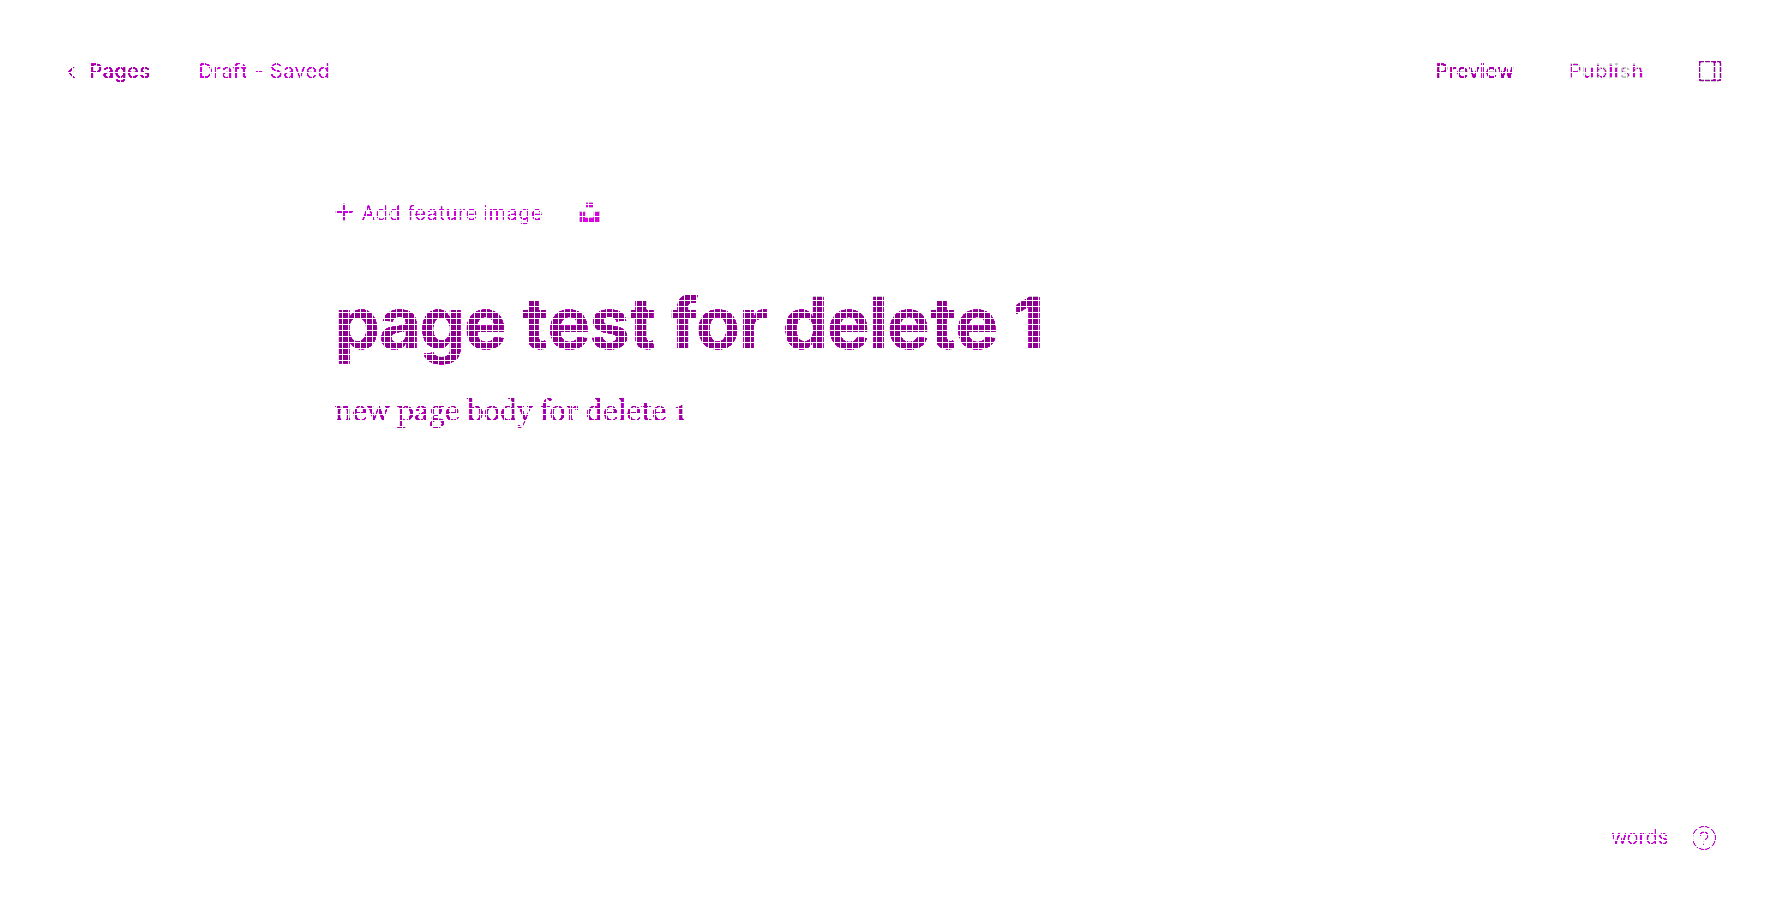 Pages
Draft - Saved
Preview
Publish
Add feature image
page test for delete 1
new page body for delete 1
words